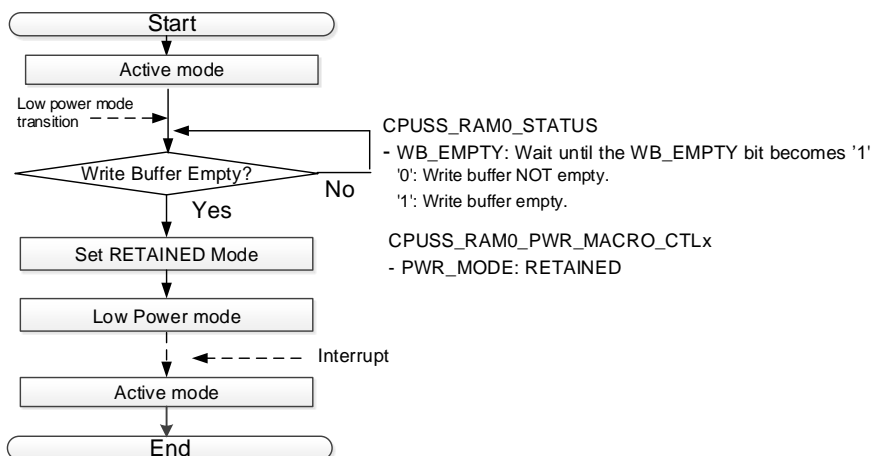 Start
Active mode
Low power mode
transition
CPUSS_RAM0_STATUS
- WB_EMPTY: Wait until the WB_EMPTY bit becomes '1'
'0': Write buffer NOT empty.
'1': Write buffer empty.
Write Buffer Empty?
No
Yes
CPUSS_RAM0_PWR_MACRO_CTLx
- PWR_MODE: RETAINED
Set RETAINED Mode
Low Power mode
Interrupt
Active mode
End